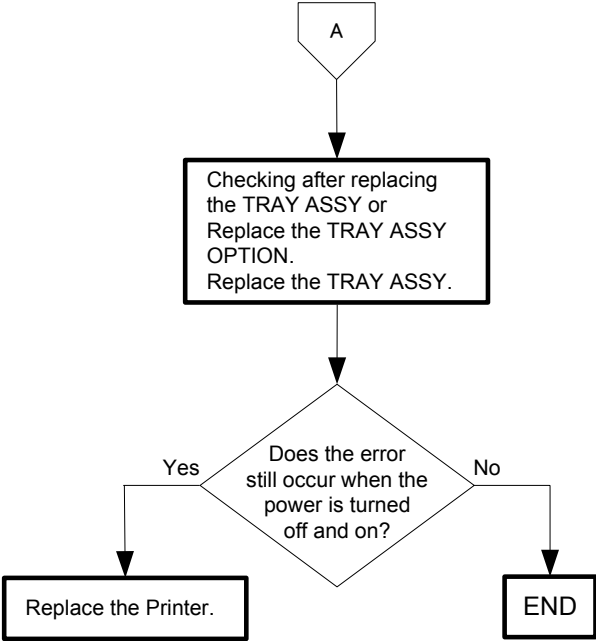 A
Checking after replacing
the TRAY ASSY or
Replace the TRAY ASSY
OPTION.
Replace the TRAY ASSY.
Does the error
still occur when the
power is turned
off and on?
Yes
No
Replace the Printer.
END